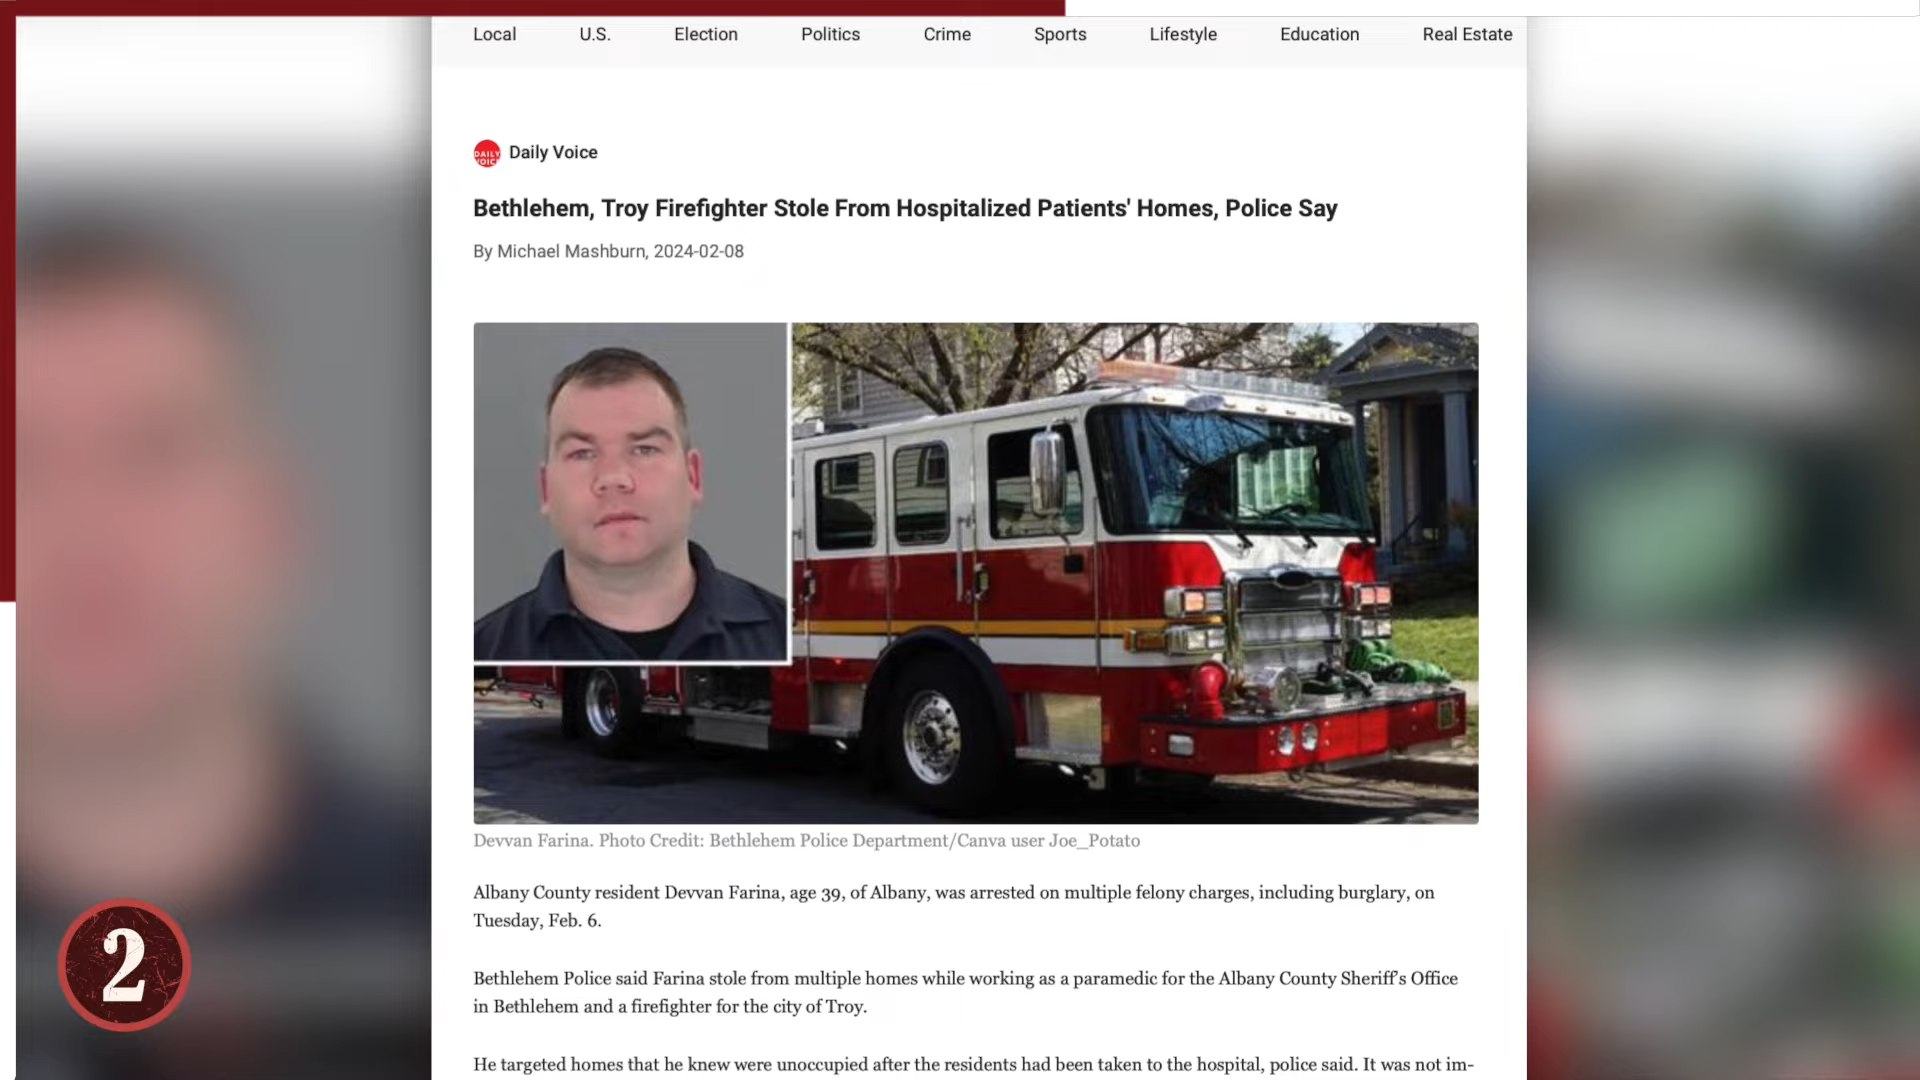 Local U.S. Election Politics Crime Sports Lifestyle Education Real Estate
DAILY
VOICE
Daily Voice
Bethlehem, Troy Firefighter Stole From Hospitalized Patients' Homes, Police Say
By Michael Mashburn, 2024-02-08
Devvan Farina. Photo Credit: Bethlehem Police Department/Canva user Joe_Potato
Albany County resident Devvan Farina, age 39, of Albany, was arrested on multiple felony charges, including burglary, on
Tuesday, Feb. 6.
Bethlehem Police said Farina stole from multiple homes while working as a paramedic for the Albany County Sheriff's Office
in Bethlehem and a firefighter for the city of Troy.
He targeted homes that he knew were unoccupied after the residents had been taken to the hospital, police said. It was not im-
2